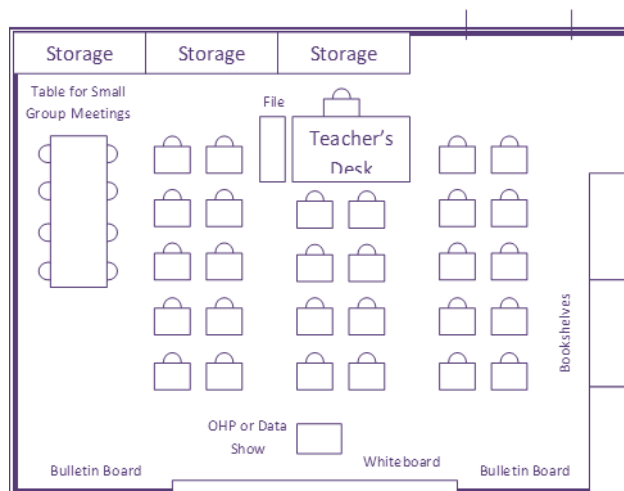 Storage
Storage
Storage
Table for Small
Group Meetings
File
Teacher's
Desk
Bookshelves
OHP or Data
Show
Whiteboard
Bulletin Board
Bulletin Board